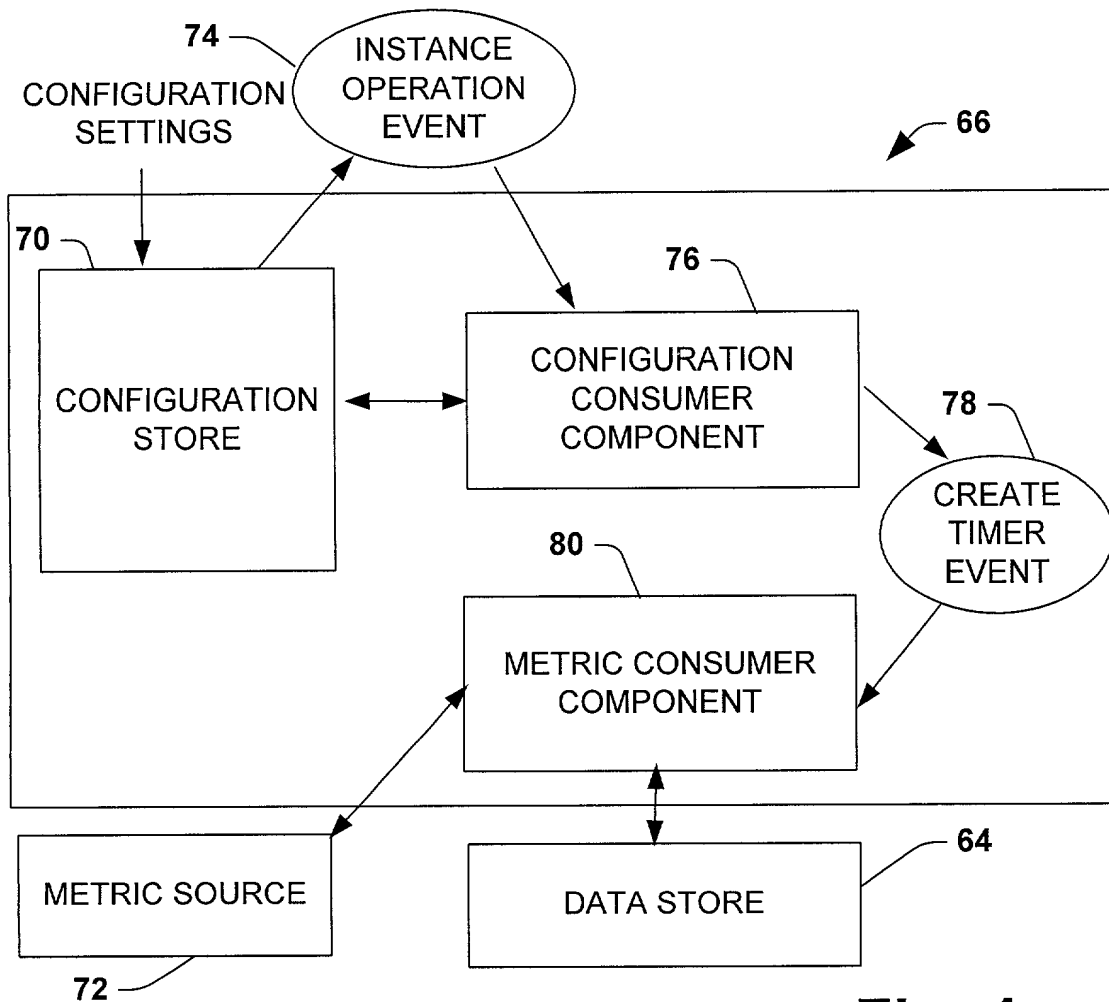 74
INSTANCE
OPERATION
EVENT
CONFIGURATION
SETTINGS
66
70
76
CONFIGURATION
STORE
CONFIGURATION
CONSUMER
COMPONENT
78
CREATE
TIMER
EVENT
80
METRIC CONSUMER
COMPONENT
METRIC SOURCE
72
DATA STORE
64